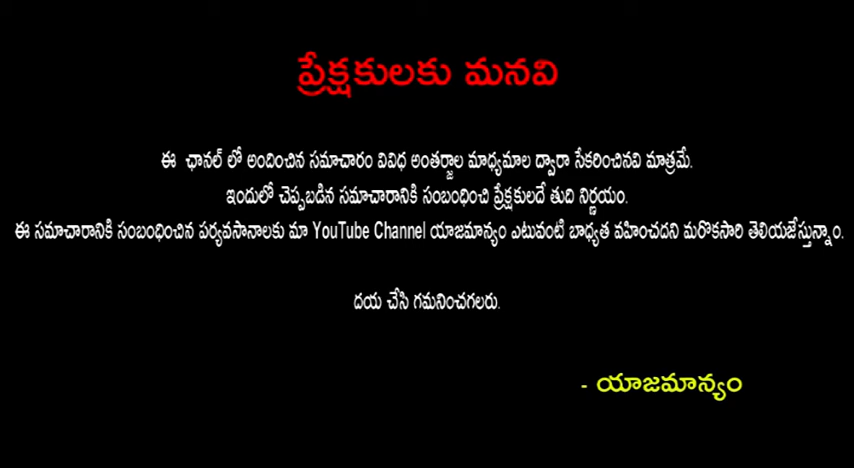 ప్రేక్షకులకు మనవి
ఈ ఛానల్ లో అందించిన సమాచారం వివిధ అంతర్జాల మాధ్యమాల ద్వారా సేకరించినవి మాత్రమే.
ఇందులో చెప్పబడిన సమాచారానికి సంబంధించి ప్రేక్షకులదే తుది నిర్ణయం.
ఈ సమాచారానికి సంబంధించిన పర్యవసానాలకు మా YouTube Channel యాజమాన్యం ఎటువంటి బాధ్యత వహించదని మరొకసారి తెలియజేస్తున్నాం.
దయ చేసి గమనించగలరు.
- యాజమాన్యం